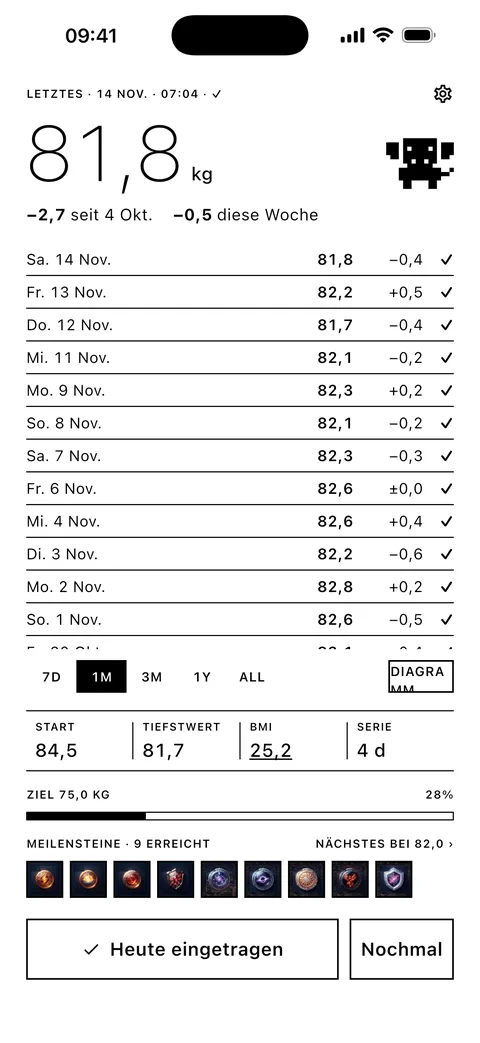 09:41
LETZTES · 14 NOV. · 07:04 · ✓
81,8 kg
−2,7 seit 4 Okt. −0,5 diese Woche
Sa. 14 Nov. 81,8 −0,4 ✓
Fr. 13 Nov. 82,2 +0,5 ✓
Do. 12 Nov. 81,7 −0,4 ✓
Mi. 11 Nov. 82,1 −0,2 ✓
Mo. 9 Nov. 82,3 +0,2 ✓
So. 8 Nov. 82,1 −0,2 ✓
Sa. 7 Nov. 82,3 −0,3 ✓
Fr. 6 Nov. 82,6 ±0,0 ✓
Mi. 4 Nov. 82,6 +0,4 ✓
Di. 3 Nov. 82,2 −0,6 ✓
Mo. 2 Nov. 82,8 +0,2 ✓
So. 1 Nov. 82,6 −0,5 ✓
7D 1M 3M 1Y ALL DIAGRA
MM
START TIEFSTWERT BMI SERIE
84,5 81,7 25,2 4 d
ZIEL 75,0 KG 28%
MEILENSTEINE · 9 ERREICHT NÄCHSTES BEI 82,0 ›
✓ Heute eingetragen Nochmal